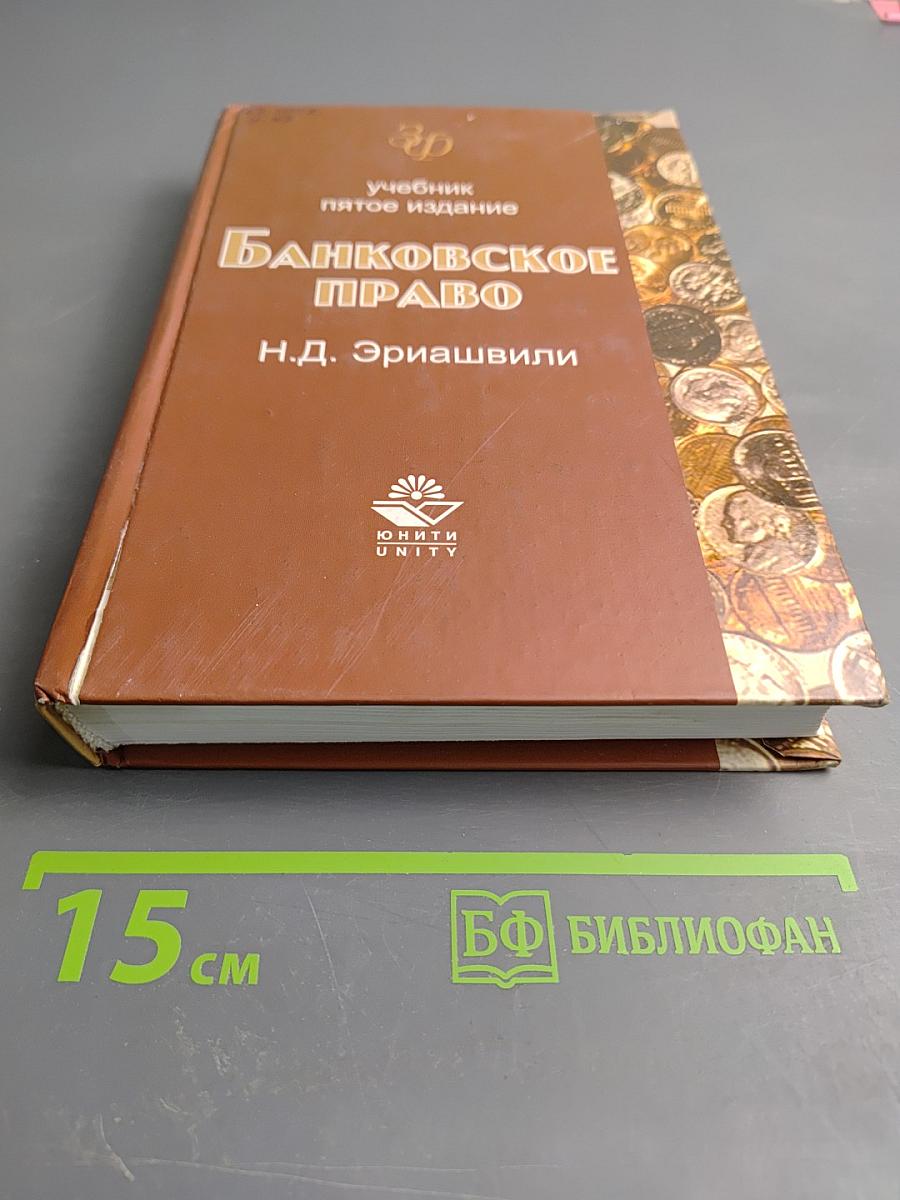 учебник
пятое издание
БАНКОВСКОЕ
ПРАВО
Н.Д. Эриашвили
ЮНИТИ
UNITY
15 см
БФ БИБЛИОФАН